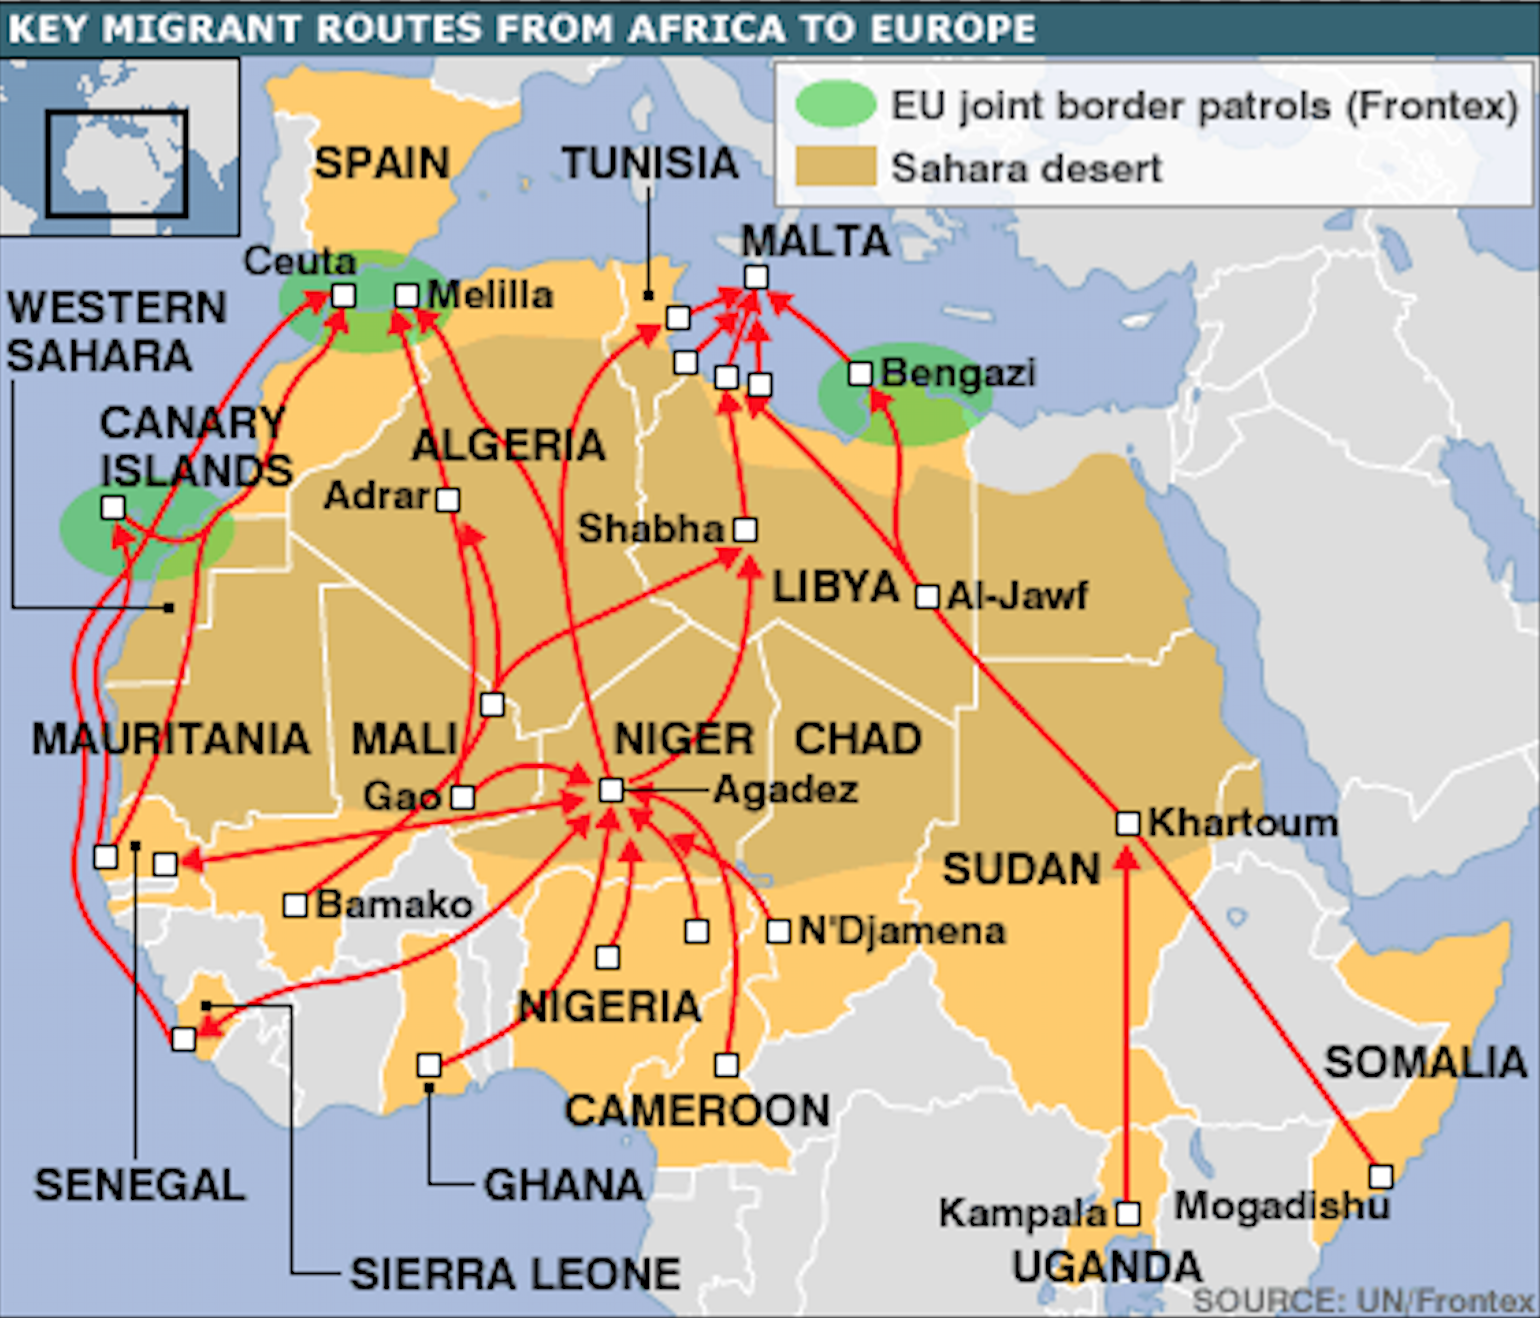 KEY MIGRANT ROUTES FROM AFRICA TO EUROPE
EU joint border patrols (Frontex)
Sahara desert
SPAIN
TUNISIA
MALTA
Ceuta
Melilla
WESTERN
SAHARA
Bengazi
CANARY
ISLANDS
ALGERIA
Adrar
Shabha
LIBYA
Al-Jawf
MAURITANIA
MALI
NIGER
CHAD
Gao
Agadez
Khartoum
SUDAN
Bamako
N'Djamena
NIGERIA
SOMALIA
CAMEROON
SENEGAL
GHANA
Kampala
Mogadishu
UGANDA
SIERRA LEONE
SOURCE: UN/Frontex